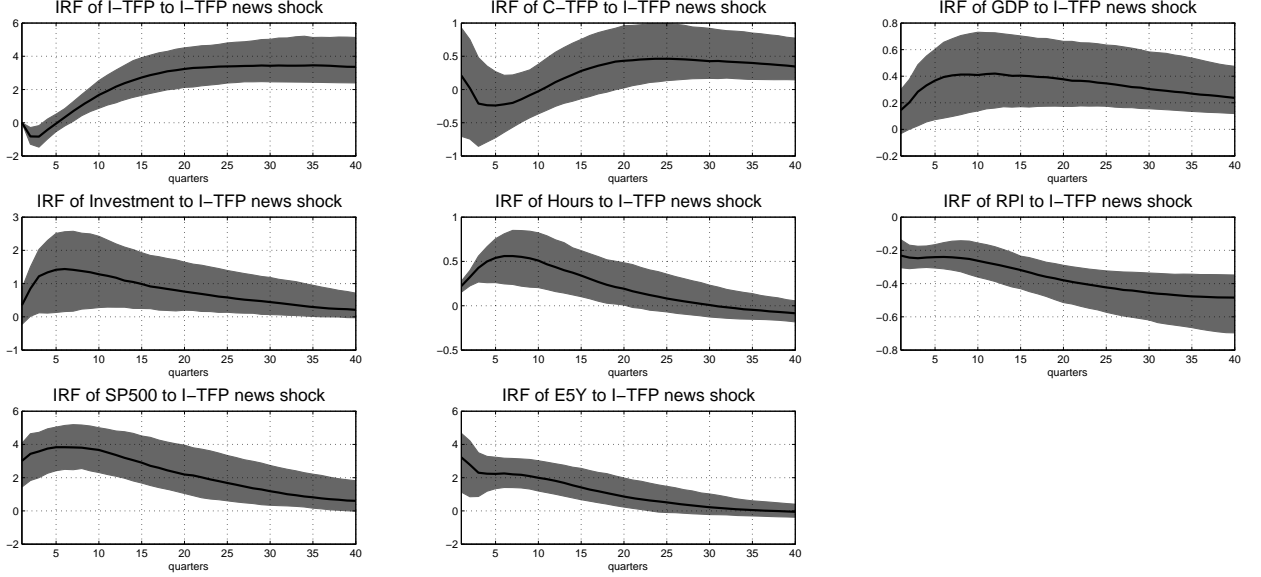 IRF of I−TFP to I−TFP news shock
6
4
2
0
−2
5 10 15 20 25 30 35 40
quarters
IRF of C−TFP to I−TFP news shock
1
0.5
0
−0.5
−1
5 10 15 20 25 30 35 40
quarters
IRF of GDP to I−TFP news shock
0.8
0.6
0.4
0.2
0
−0.2
5 10 15 20 25 30 35 40
quarters
IRF of Investment to I−TFP news shock
3
2
1
0
−1
5 10 15 20 25 30 35 40
quarters
IRF of Hours to I−TFP news shock
1
0.5
0
−0.5
5 10 15 20 25 30 35 40
quarters
IRF of RPI to I−TFP news shock
0
−0.2
−0.4
−0.6
−0.8
5 10 15 20 25 30 35 40
quarters
IRF of SP500 to I−TFP news shock
6
4
2
0
−2
5 10 15 20 25 30 35 40
quarters
IRF of E5Y to I−TFP news shock
6
4
2
0
−2
5 10 15 20 25 30 35 40
quarters